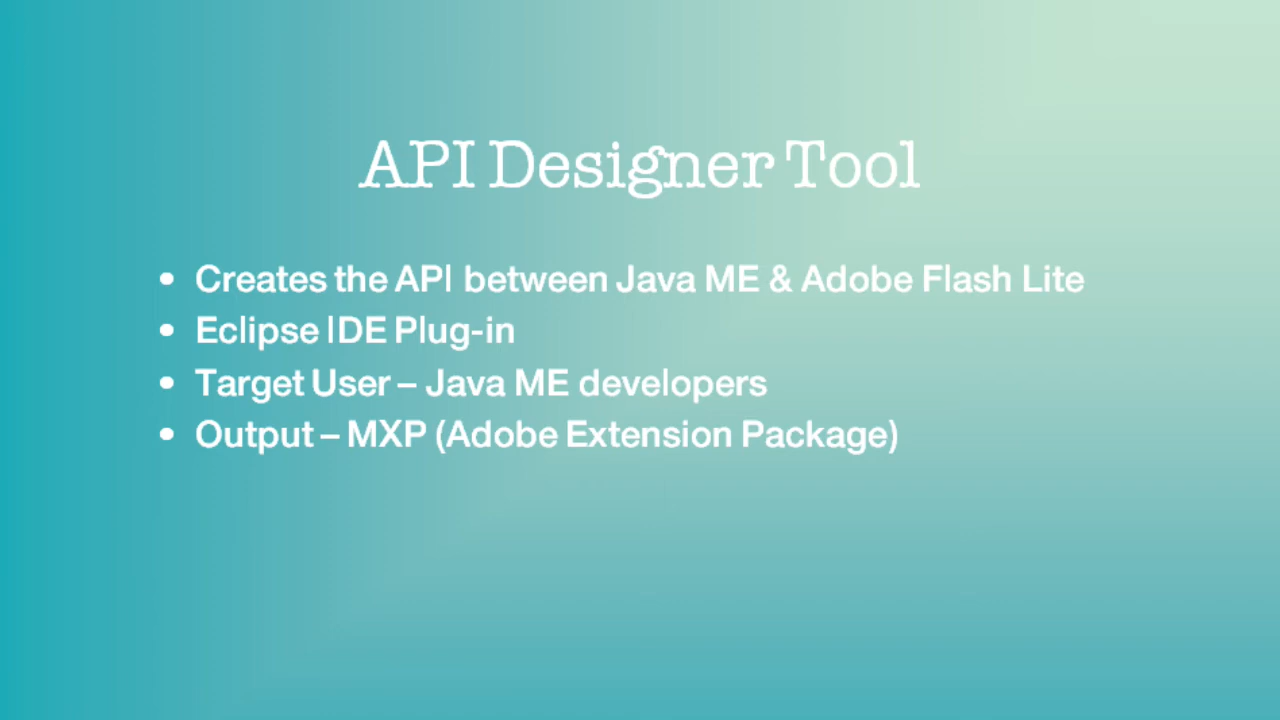 API Designer Tool
• Creates the API between Java ME & Adobe Flash Lite
• Eclipse IDE Plug-in
• Target User – Java ME developers
• Output – MXP (Adobe Extension Package)